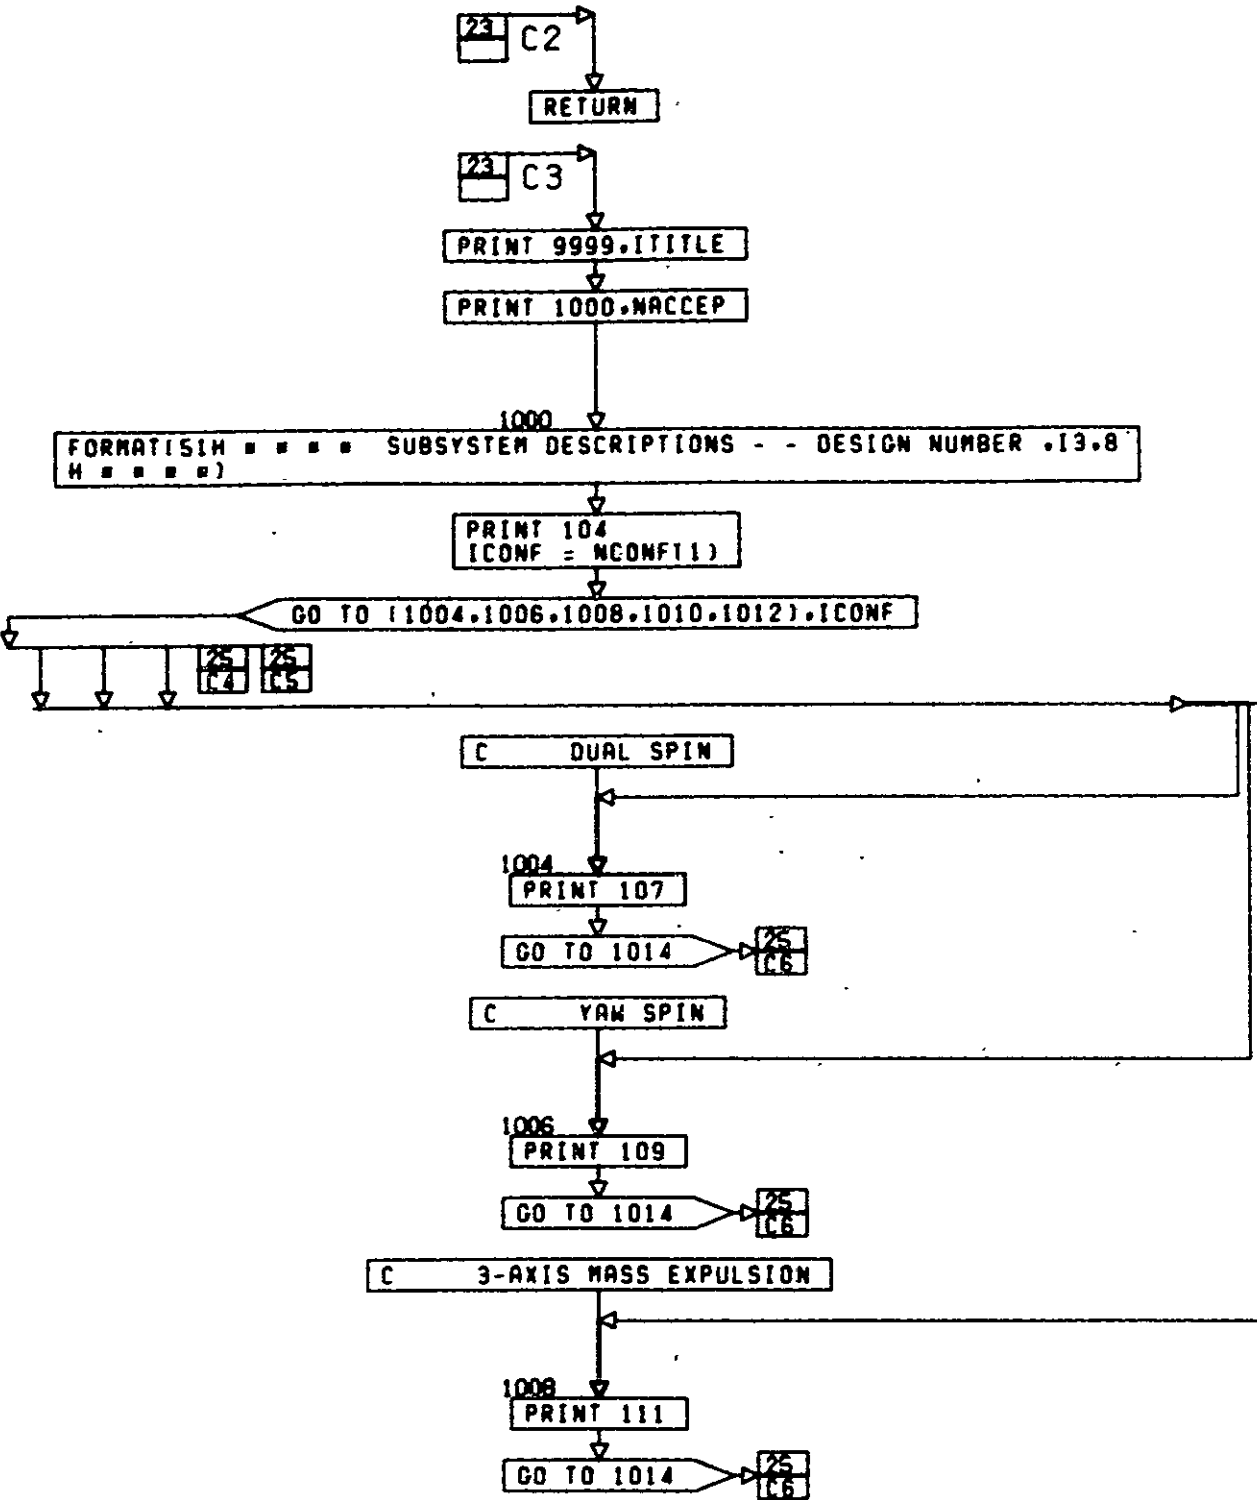 23
C2
RETURN
23
C3
PRINT 9999,ITITLE
PRINT 1000,NACCEP
1000
FORMAT(51H * * * *  SUBSYSTEM DESCRIPTIONS - - DESIGN NUMBER ,I3,8
H * * * *)
PRINT 104
ICONF = NCONFT(1)
GO TO (1004,1006,1008,1010,1012),ICONF
25 25
C4 C5
C DUAL SPIN
1004
PRINT 107
GO TO 1014
25
C6
C YAW SPIN
1006
PRINT 109
GO TO 1014
25
C6
C 3-AXIS MASS EXPULSION
1008
PRINT 111
GO TO 1014
25
C6